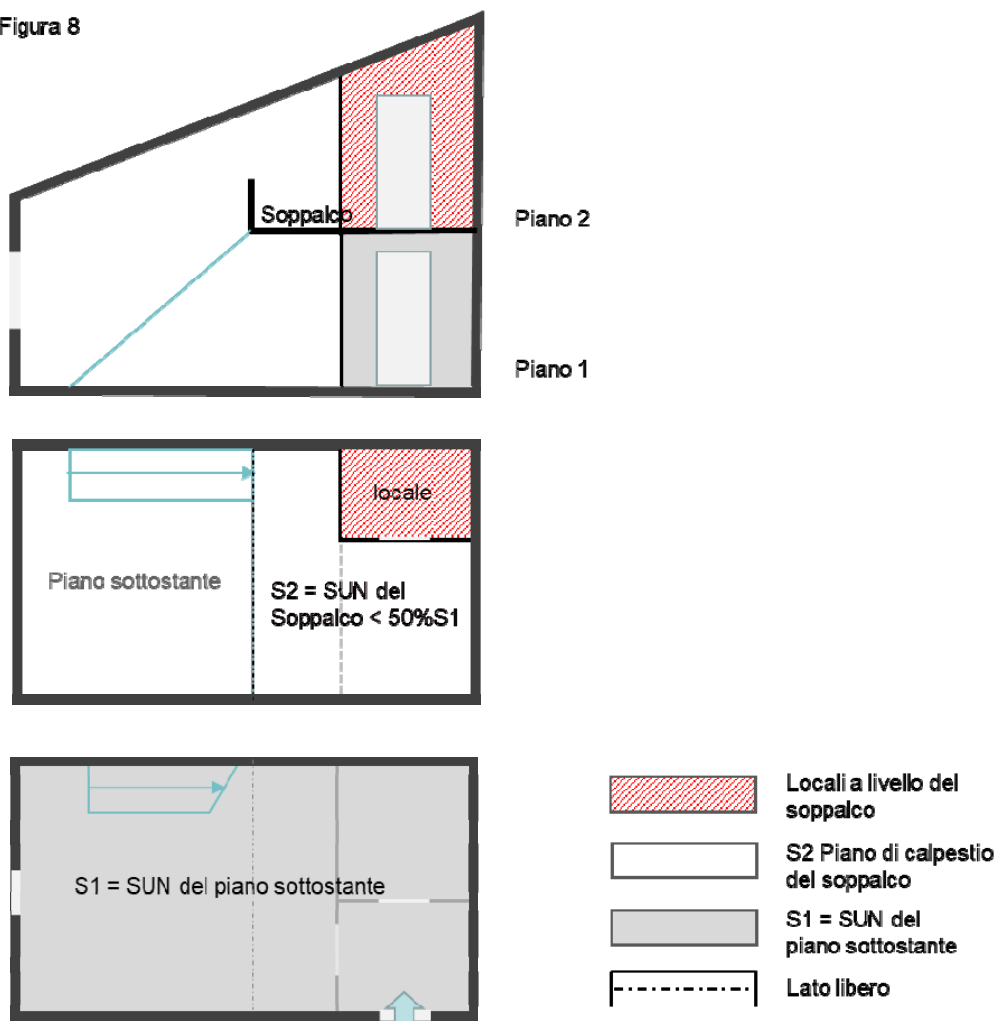 Figura 8
Soppalco
Piano 2
Piano 1
locale
Piano sottostante
S2 = SUN del
Soppalco < 50%S1
S1 = SUN del piano sottostante
Locali a livello del
soppalco
S2 Piano di calpestio
del soppalco
S1 = SUN del
piano sottostante
Lato libero